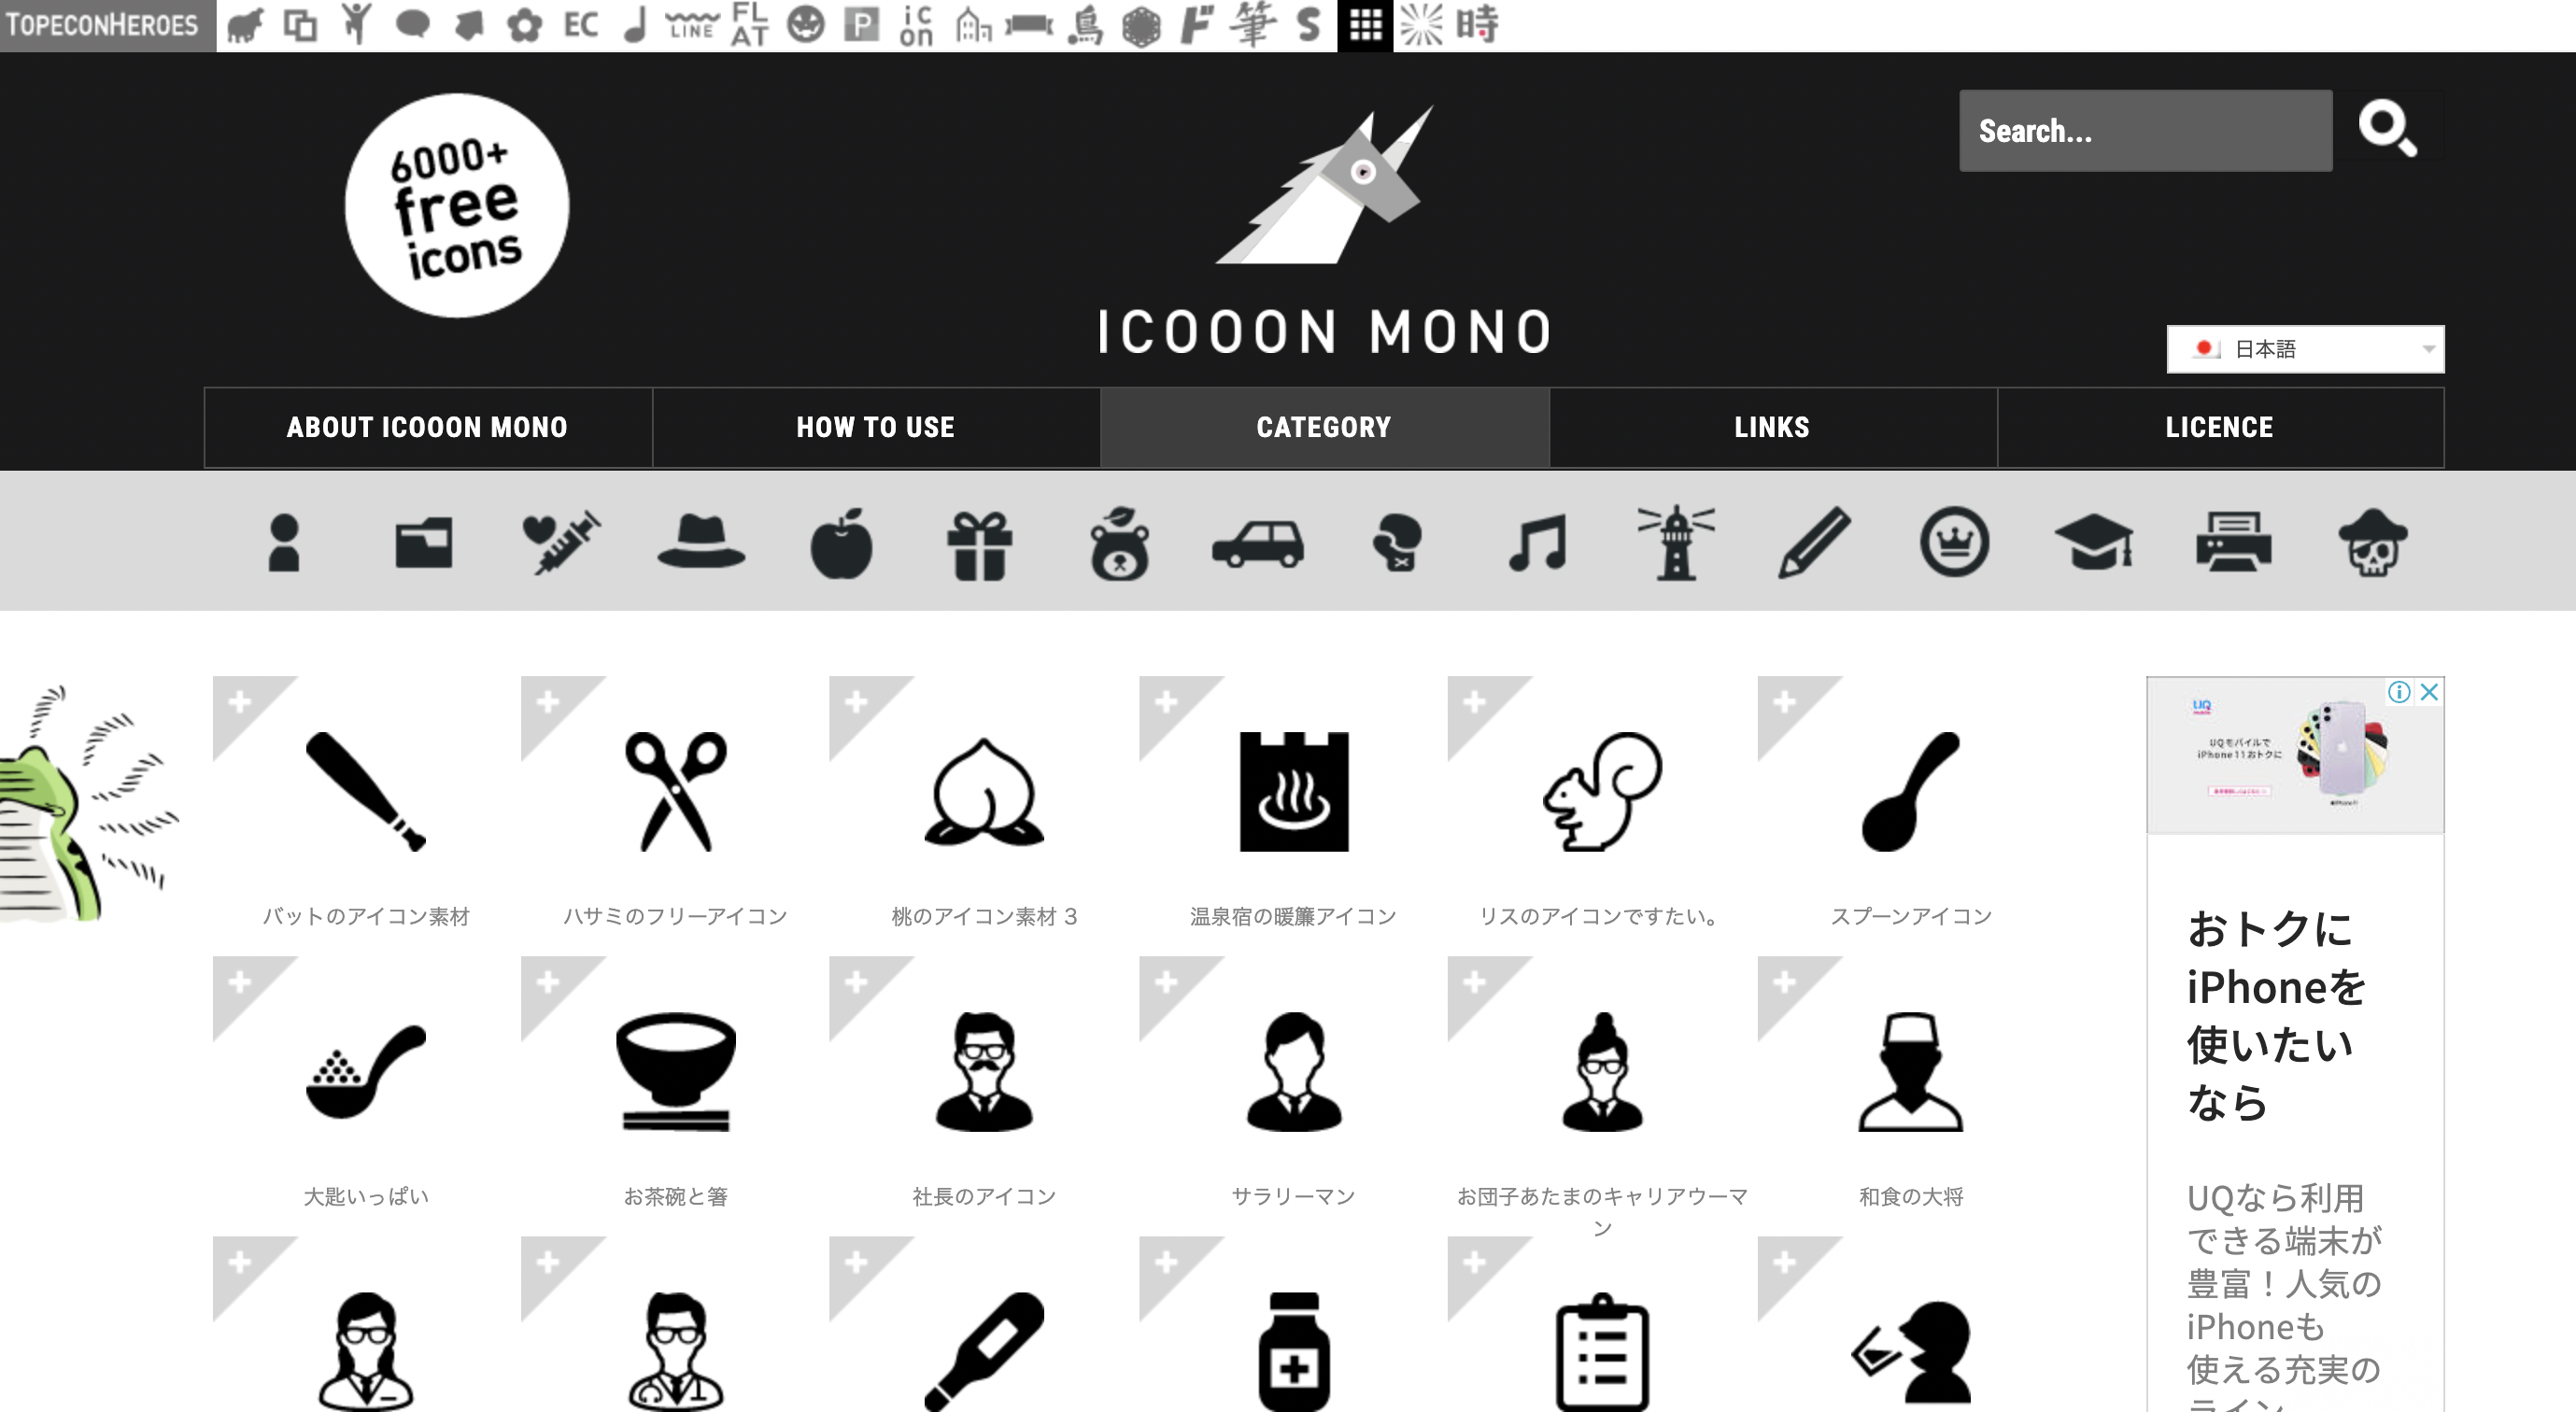 TOPECONHEROES
EC
LINE
FL
AT
P
ic
on
鳥
ド
筆
S
時
6000+
free
icons
ICOOON MONO
Search...
日本語
ABOUT ICOOON MONO
HOW TO USE
CATEGORY
LINKS
LICENCE
バットのアイコン素材
ハサミのフリーアイコン
桃のアイコン素材 3
温泉宿の暖簾アイコン
リスのアイコンですたい。
スプーンアイコン
大匙いっぱい
お茶碗と箸
社長のアイコン
サラリーマン
お団子あたまのキャリアウーマ
ン
和食の大将
UQ
UQモバイルで
iPhone11おトクに
おトクに
iPhoneを
使いたい
なら
UQなら利用
できる端末が
豊富！人気の
iPhoneも
使える充実の
ライン